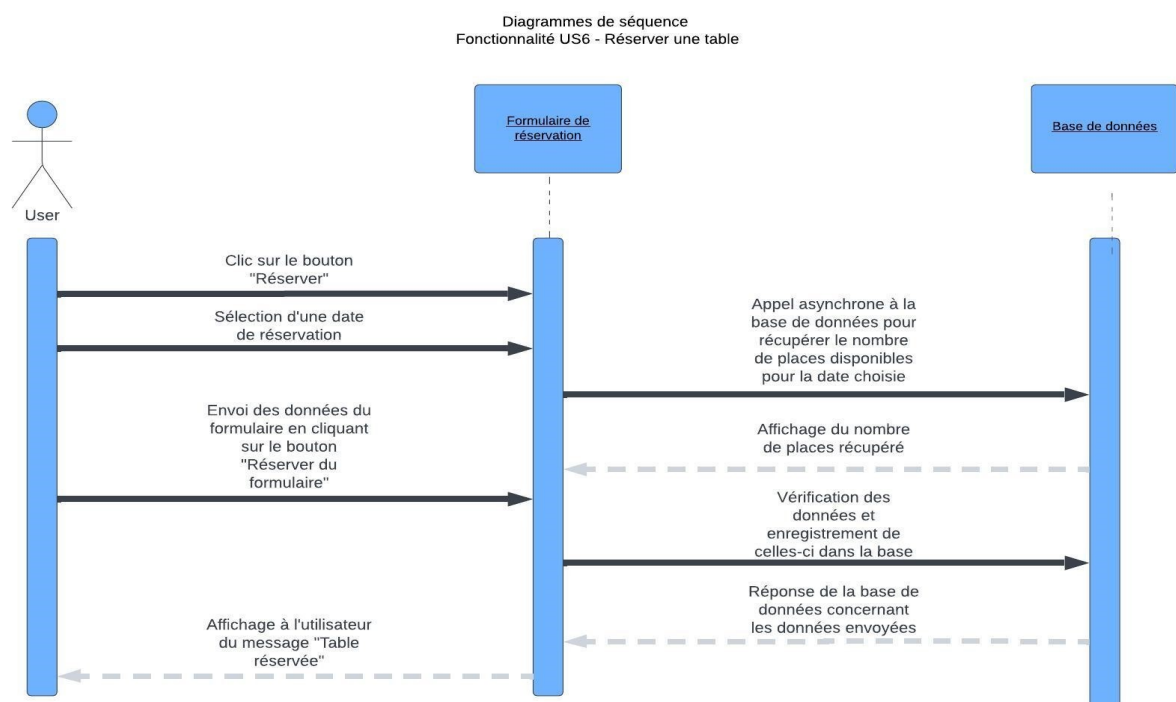 Diagrammes de séquence
Fonctionnalité US6 - Réserver une table
Formulaire de
réservation
Base de données
User
Clic sur le bouton
"Réserver"
Sélection d'une date
de réservation
Appel asynchrone à la
base de données pour
récupérer le nombre
de places disponibles
pour la date choisie
Envoi des données du
formulaire en cliquant
sur le bouton
"Réserver du
formulaire"
Affichage du nombre
de places récupéré
Vérification des
données et
enregistrement de
celles-ci dans la base
Réponse de la base de
données concernant
les données envoyées
Affichage à l'utilisateur
du message "Table
réservée"